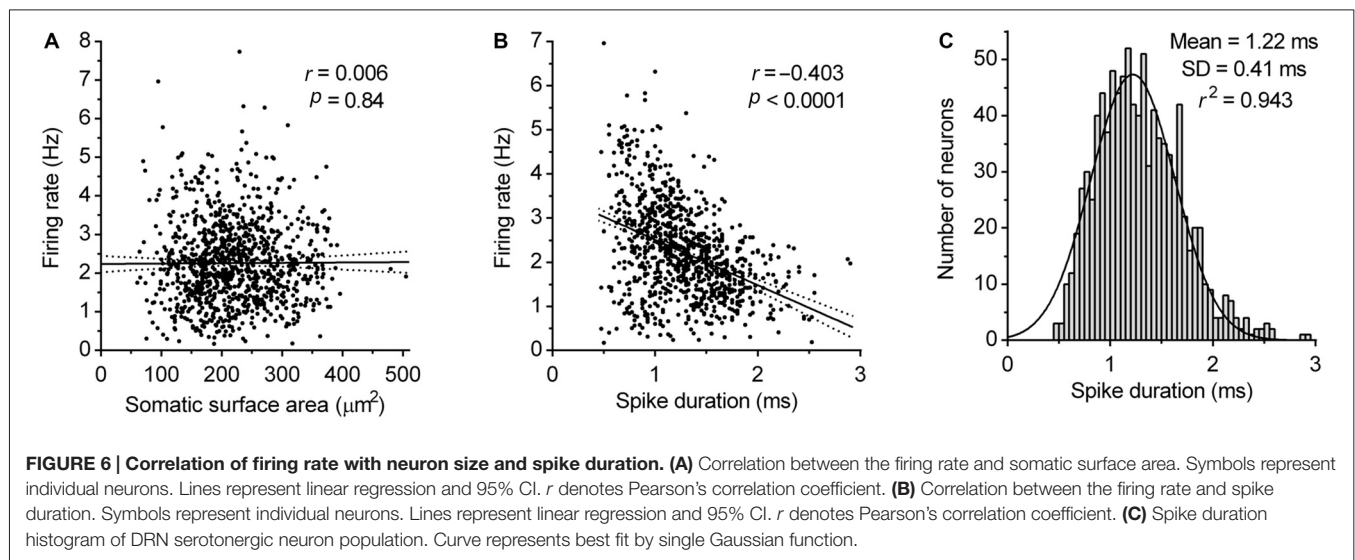 A
8
7
6
5
4
3
2
1
0
Firing rate (Hz)
r = 0.006
p = 0.84
0 100 200 300 400 500
Somatic surface area (μm²)
B
7
6
5
4
3
2
1
0
Firing rate (Hz)
r = −0.403
p < 0.0001
1 2 3
Spike duration (ms)
C
50
40
30
20
10
0
Number of neurons
Mean = 1.22 ms
SD = 0.41 ms
r² = 0.943
0 1 2 3
Spike duration (ms)
FIGURE 6 | Correlation of firing rate with neuron size and spike duration. (A) Correlation between the firing rate and somatic surface area. Symbols represent
individual neurons. Lines represent linear regression and 95% CI. r denotes Pearson's correlation coefficient. (B) Correlation between the firing rate and spike
duration. Symbols represent individual neurons. Lines represent linear regression and 95% CI. r denotes Pearson's correlation coefficient. (C) Spike duration
histogram of DRN serotonergic neuron population. Curve represents best fit by single Gaussian function.